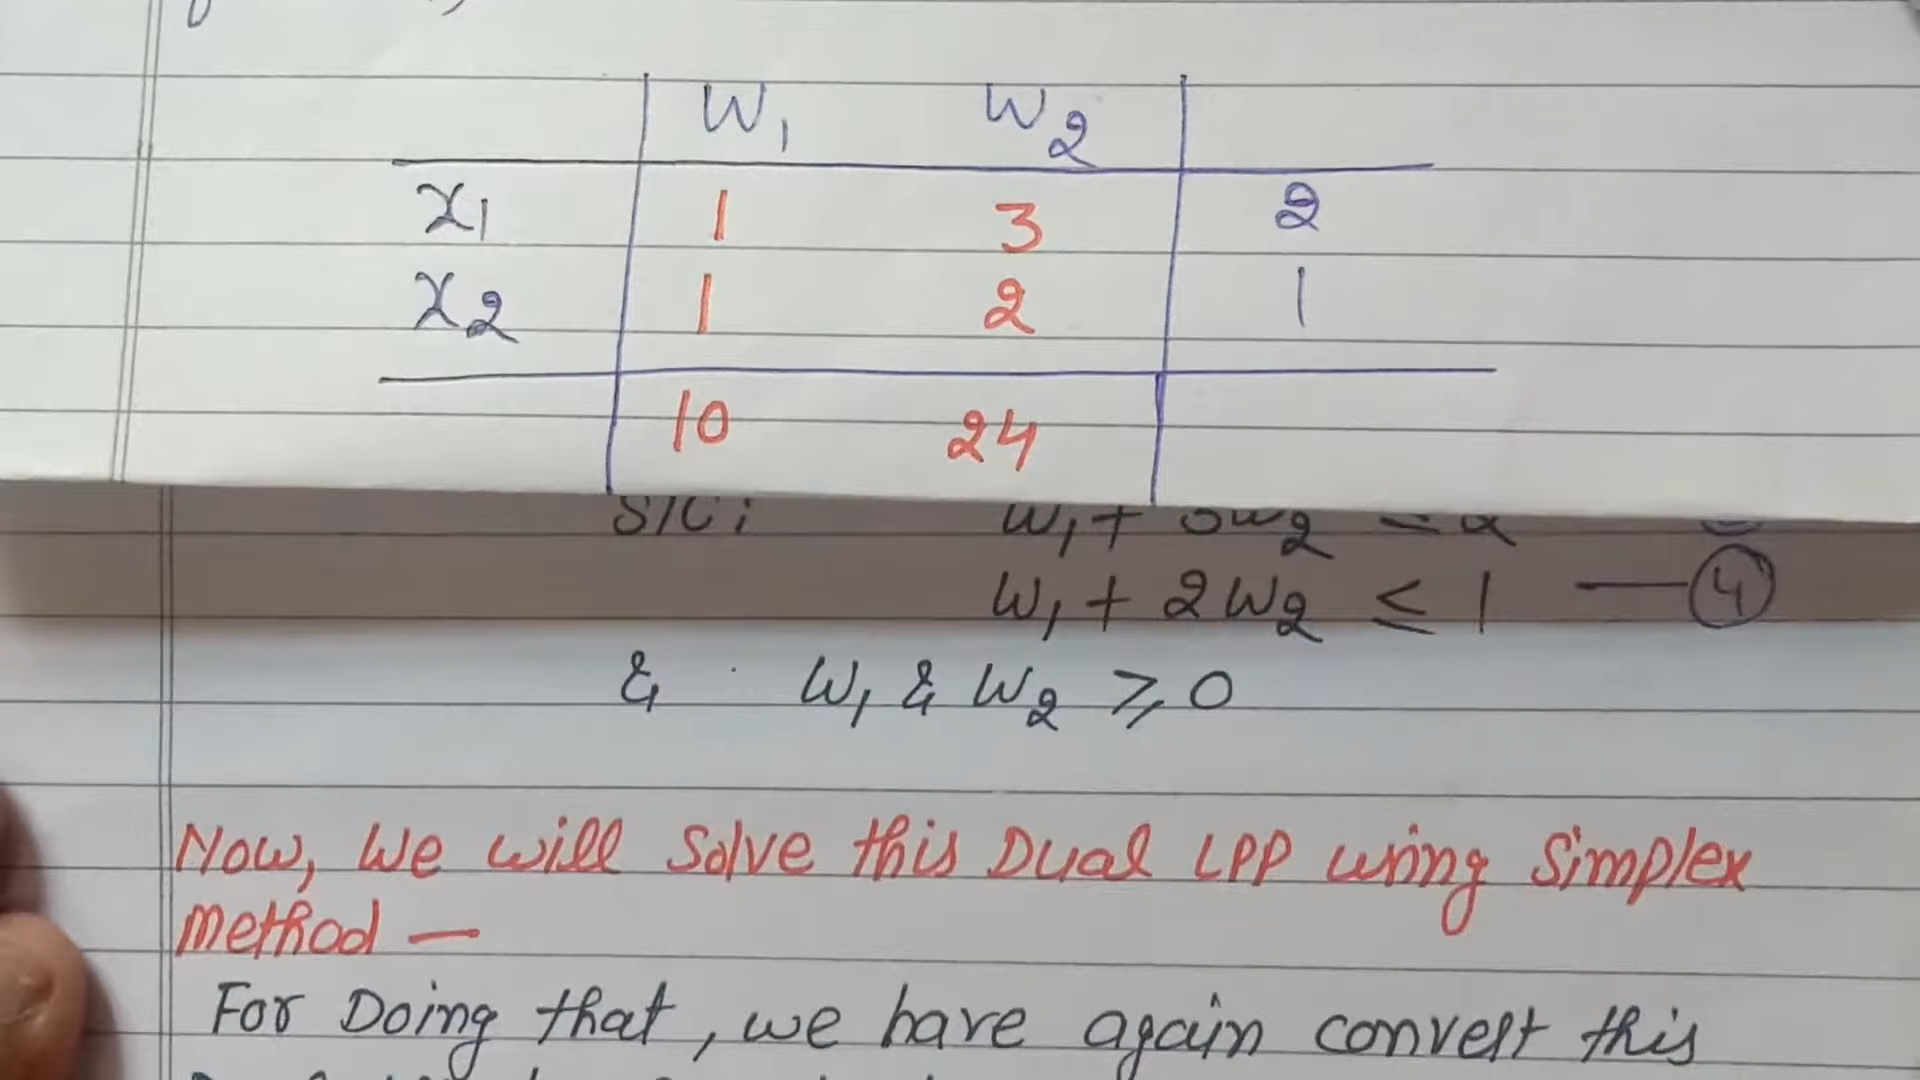 W1 W2
x1 1 3 2
x2 1 2 1
10 24
S/C:
W1 + 2W2 ≤ 1 — 4
& W1 & W2 ≥ 0
Now, We will Solve this Dual LPP using Simplex
Method —
For Doing that, we have again convert this